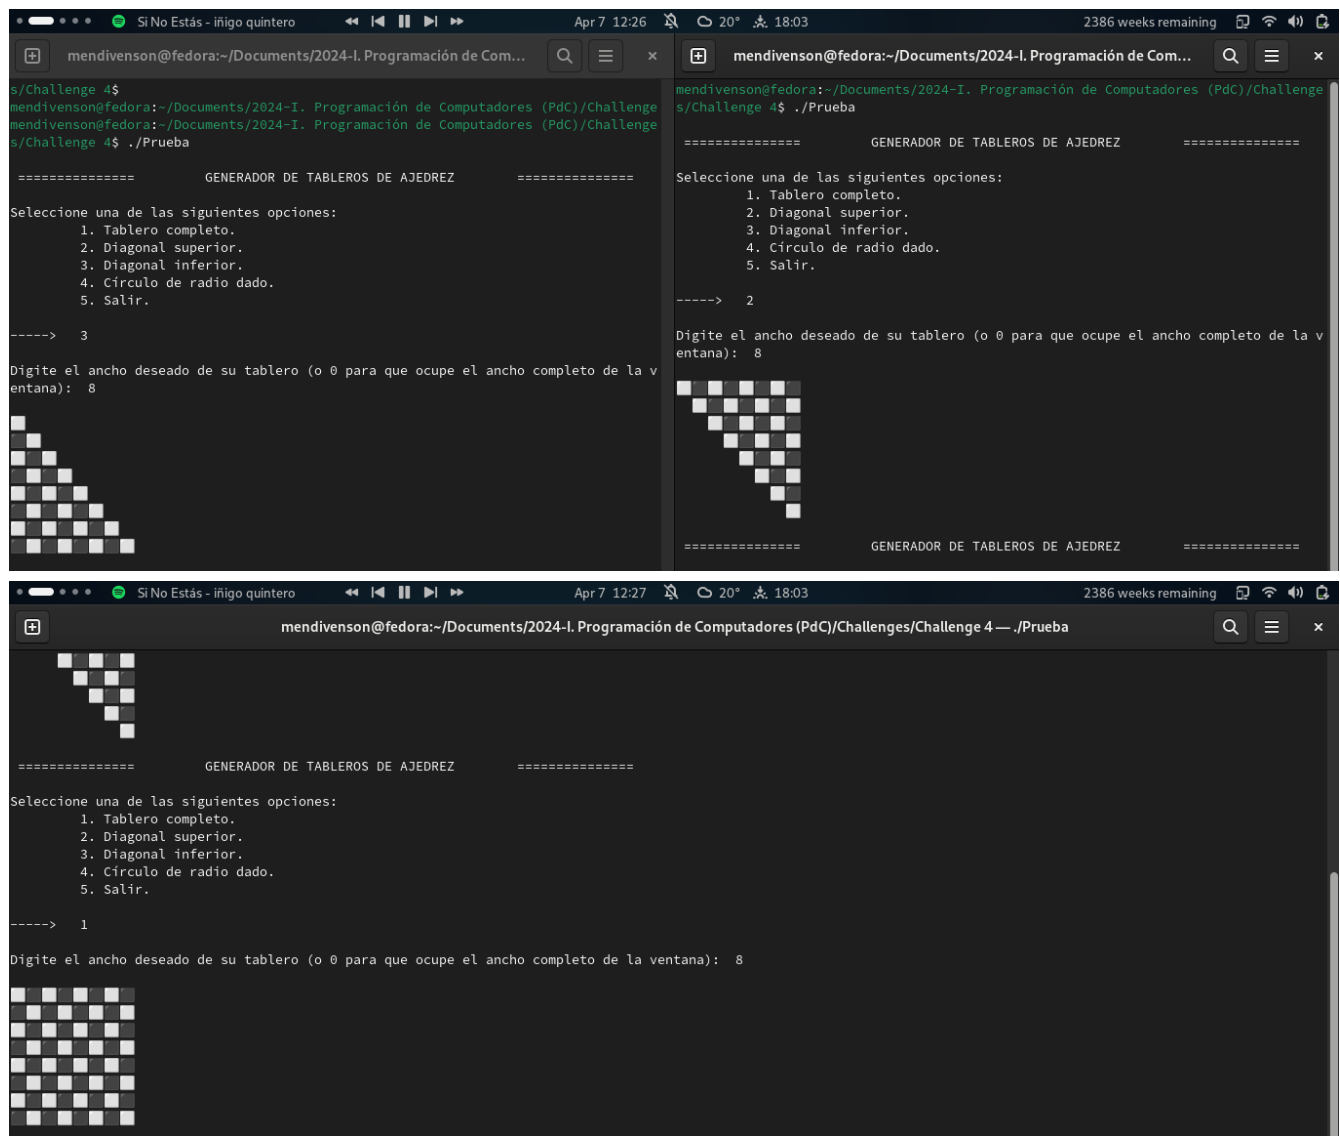 Si No Estás - iñigo quintero Apr 7 12:26 20° 18:03 2386 weeks remaining
mendivenson@fedora:~/Documents/2024-I. Programación de Com...
s/Challenge 4$
mendivenson@fedora:~/Documents/2024-I. Programación de Computadores (PdC)/Challenge
mendivenson@fedora:~/Documents/2024-I. Programación de Computadores (PdC)/Challenge
s/Challenge 4$ ./Prueba
=============== GENERADOR DE TABLEROS DE AJEDREZ ===============
Seleccione una de las siguientes opciones:
1. Tablero completo.
2. Diagonal superior.
3. Diagonal inferior.
4. Círculo de radio dado.
5. Salir.
-----> 3
Digite el ancho deseado de su tablero (o 0 para que ocupe el ancho completo de la v
entana): 8
mendivenson@fedora:~/Documents/2024-I. Programación de Com...
mendivenson@fedora:~/Documents/2024-I. Programación de Computadores (PdC)/Challenge
s/Challenge 4$ ./Prueba
=============== GENERADOR DE TABLEROS DE AJEDREZ ===============
Seleccione una de las siguientes opciones:
1. Tablero completo.
2. Diagonal superior.
3. Diagonal inferior.
4. Círculo de radio dado.
5. Salir.
-----> 2
Digite el ancho deseado de su tablero (o 0 para que ocupe el ancho completo de la v
entana): 8
=============== GENERADOR DE TABLEROS DE AJEDREZ ===============
Si No Estás - iñigo quintero Apr 7 12:27 20° 18:03 2386 weeks remaining
mendivenson@fedora:~/Documents/2024-I. Programación de Computadores (PdC)/Challenges/Challenge 4 — ./Prueba
=============== GENERADOR DE TABLEROS DE AJEDREZ ===============
Seleccione una de las siguientes opciones:
1. Tablero completo.
2. Diagonal superior.
3. Diagonal inferior.
4. Círculo de radio dado.
5. Salir.
-----> 1
Digite el ancho deseado de su tablero (o 0 para que ocupe el ancho completo de la ventana): 8